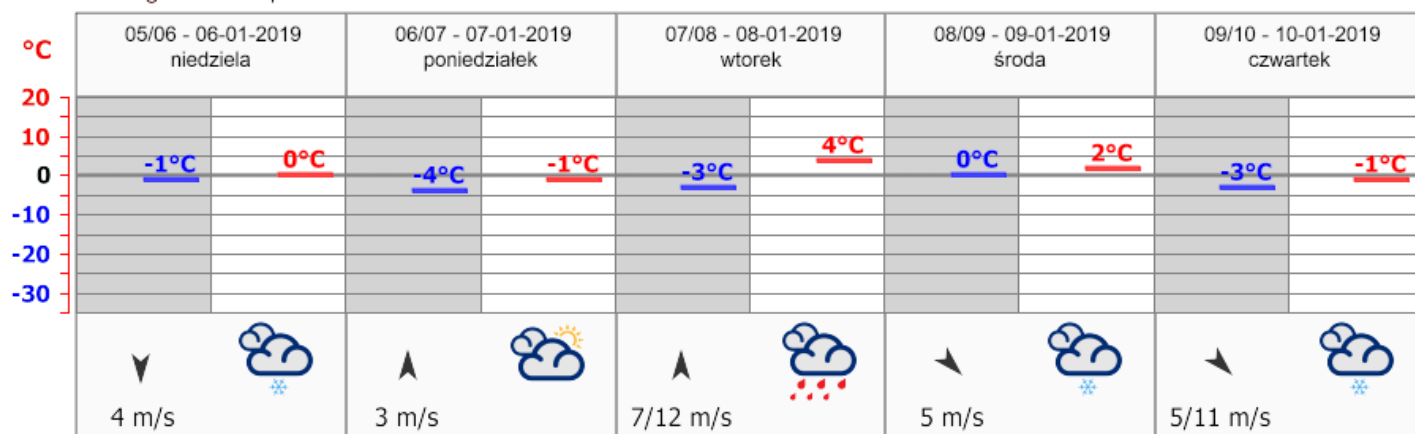 05/06 - 06-01-2019
niedziela
06/07 - 07-01-2019
poniedziałek
07/08 - 08-01-2019
wtorek
08/09 - 09-01-2019
środa
09/10 - 10-01-2019
czwartek
°C
20
10
0
-10
-20
-30
-1°C
0°C
-4°C
-1°C
-3°C
4°C
0°C
2°C
-3°C
-1°C
4 m/s
3 m/s
7/12 m/s
5 m/s
5/11 m/s